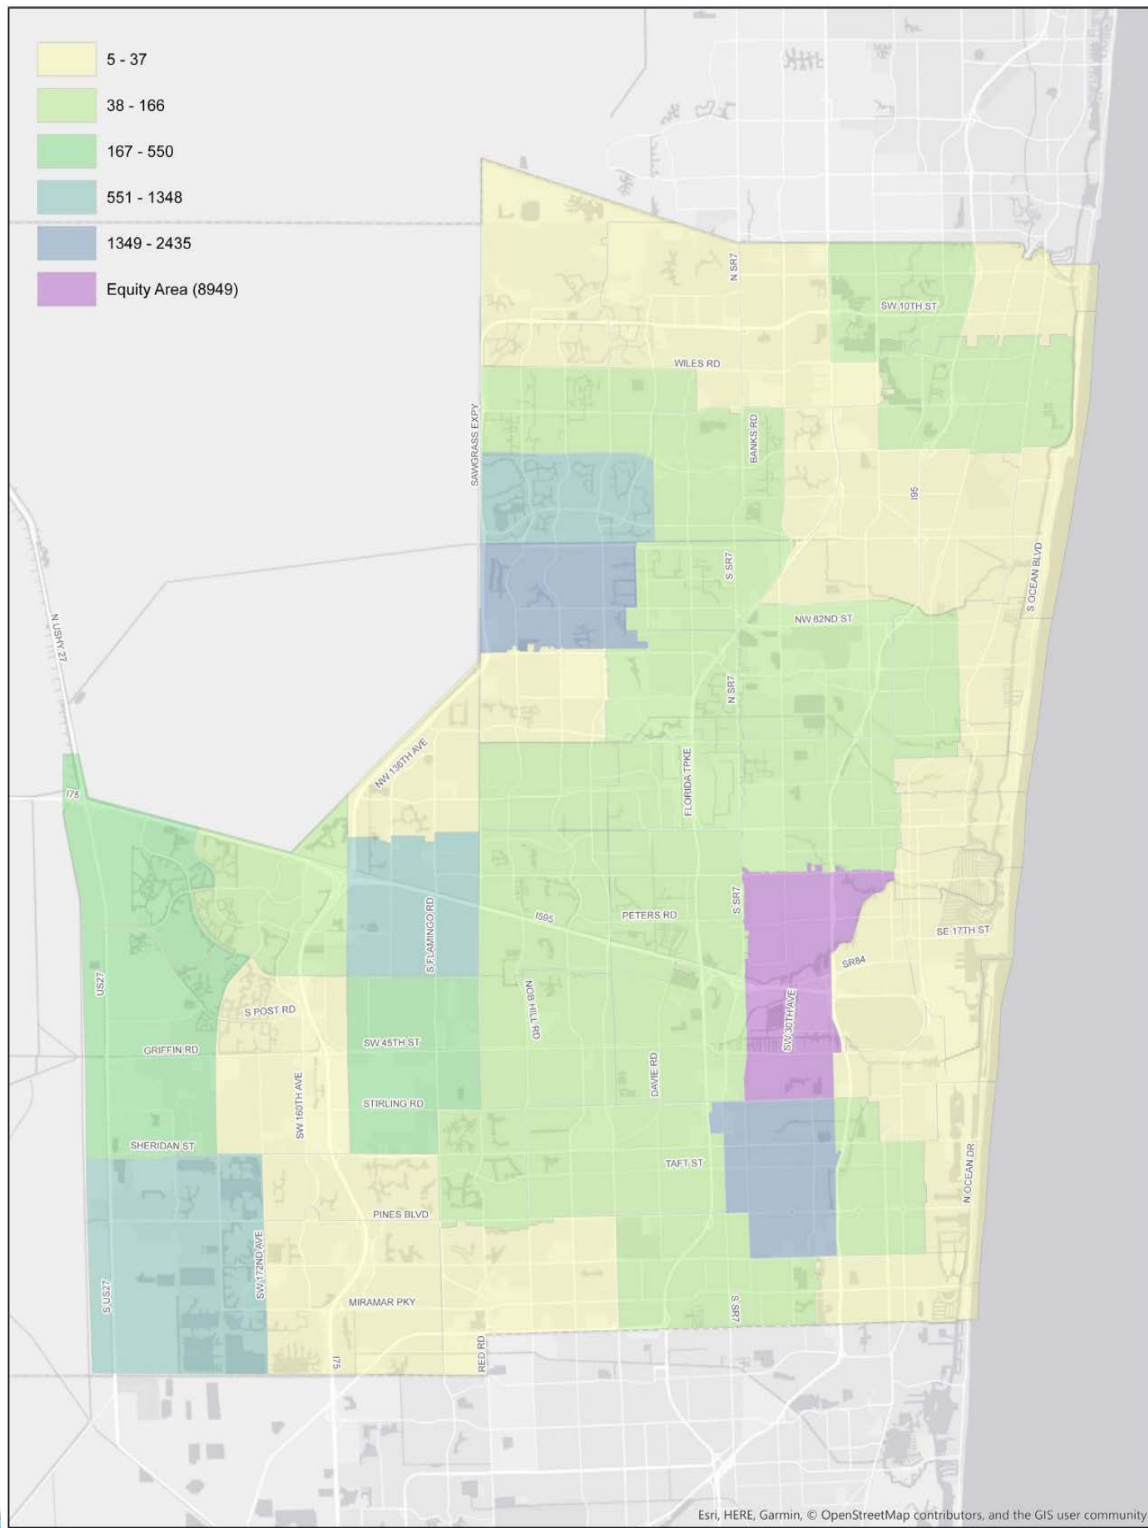 5 - 37
38 - 166
167 - 550
551 - 1348
1349 - 2435
Equity Area (8949)
N SR7
SW 10TH ST
WILES RD
SAWGRASS EXPY
BANKS RD
I95
S OCEAN BLVD
S SR7
NW 62ND ST
N USHY 27
N SR7
NW 136TH AVE
FLORIDA TPKE
I75
S SR7
PETERS RD
I595
S FLAMINGO RD
SE 17TH ST
SR84
US27
NOB HILL RD
S POST RD
SW 30TH AVE
SW 45TH ST
GRIFFIN RD
DAVIE RD
SW 160TH AVE
STIRLING RD
SHERIDAN ST
TAFT ST
N OCEAN DR
PINES BLVD
SW 172ND AVE
S US27
MIRAMAR PKY
S SR7
RED RD
I75
Esri, HERE, Garmin, © OpenStreetMap contributors, and the GIS user community